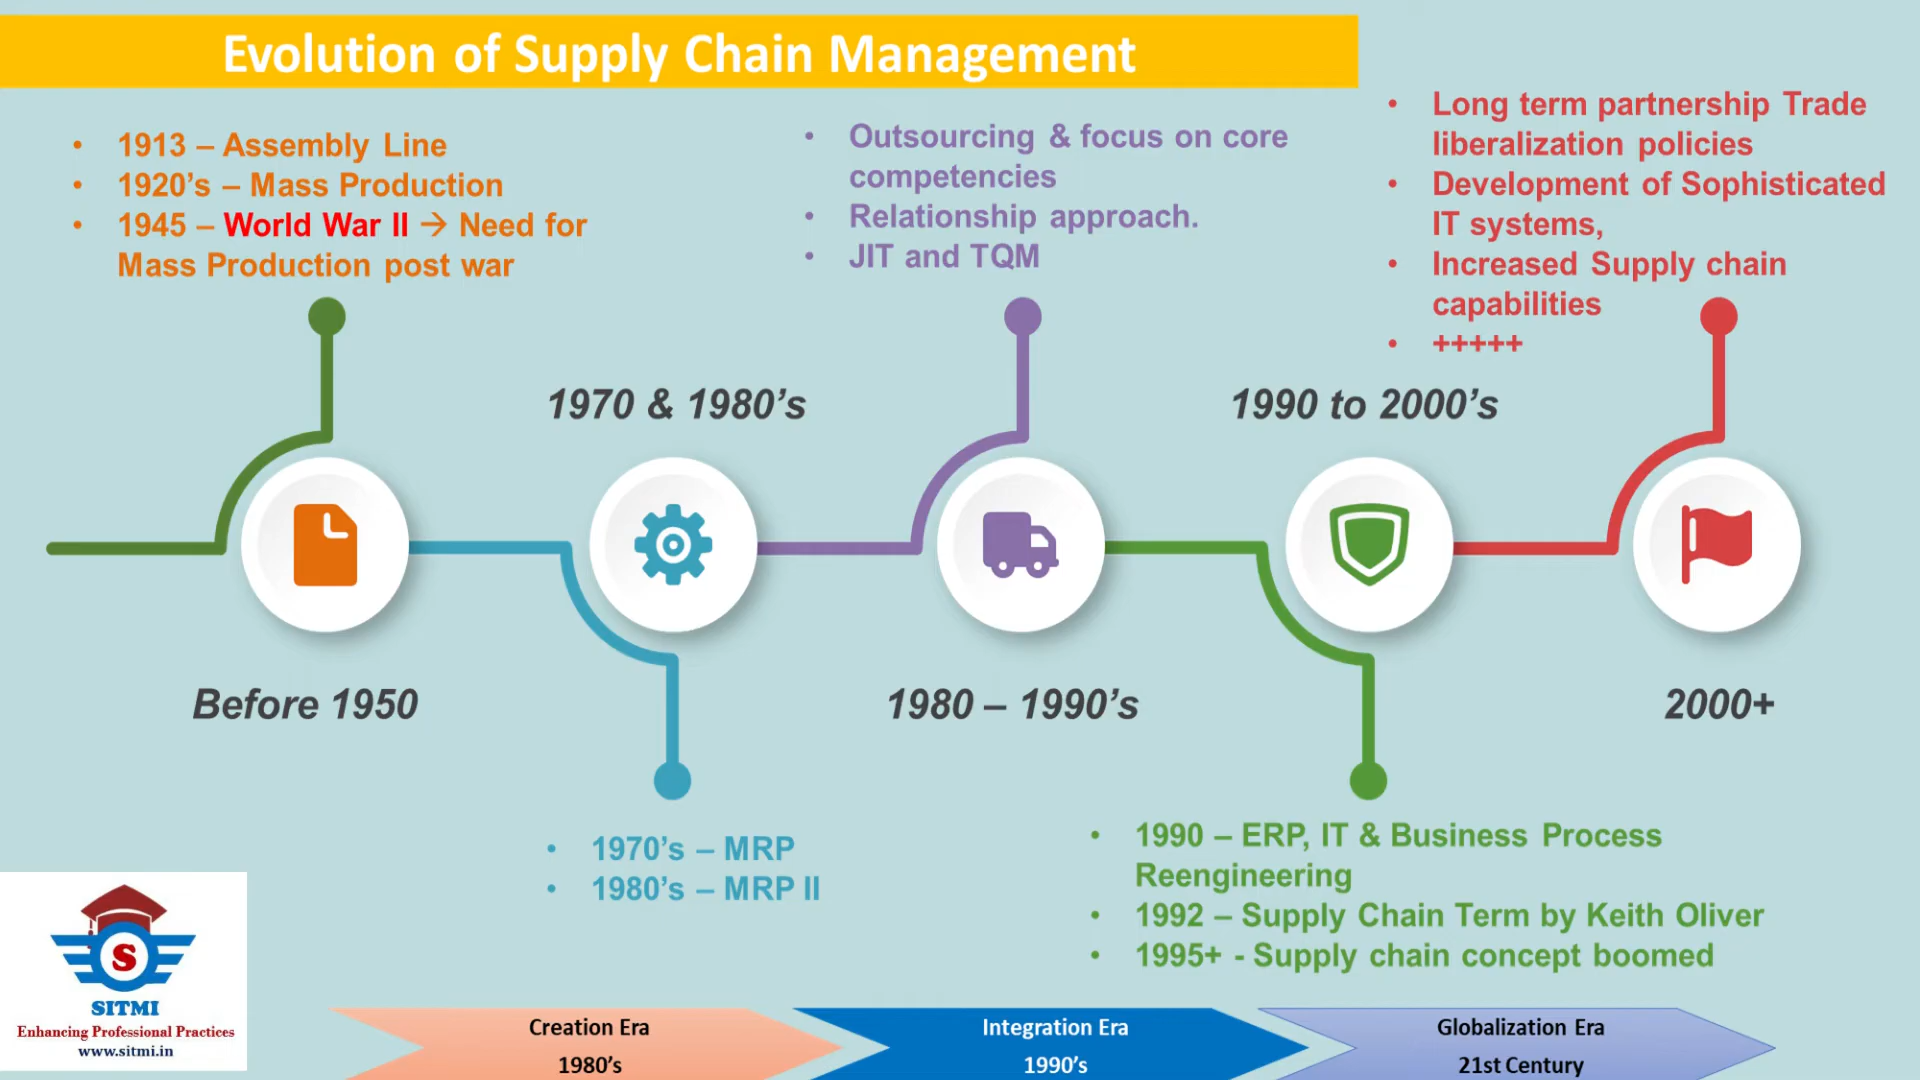 Evolution of Supply Chain Management
• 1913 – Assembly Line
• 1920’s – Mass Production
• 1945 – World War II → Need for
Mass Production post war
• Outsourcing & focus on core
competencies
• Relationship approach.
• JIT and TQM
• Long term partnership Trade
liberalization policies
• Development of Sophisticated
IT systems,
• Increased Supply chain
capabilities
• +++++
1970 & 1980’s
1990 to 2000’s
Before 1950
1980 – 1990’s
2000+
• 1970’s – MRP
• 1980’s – MRP II
• 1990 – ERP, IT & Business Process
Reengineering
• 1992 – Supply Chain Term by Keith Oliver
• 1995+ - Supply chain concept boomed
S
SITMI
Enhancing Professional Practices
www.sitmi.in
Creation Era
1980’s
Integration Era
1990’s
Globalization Era
21st Century